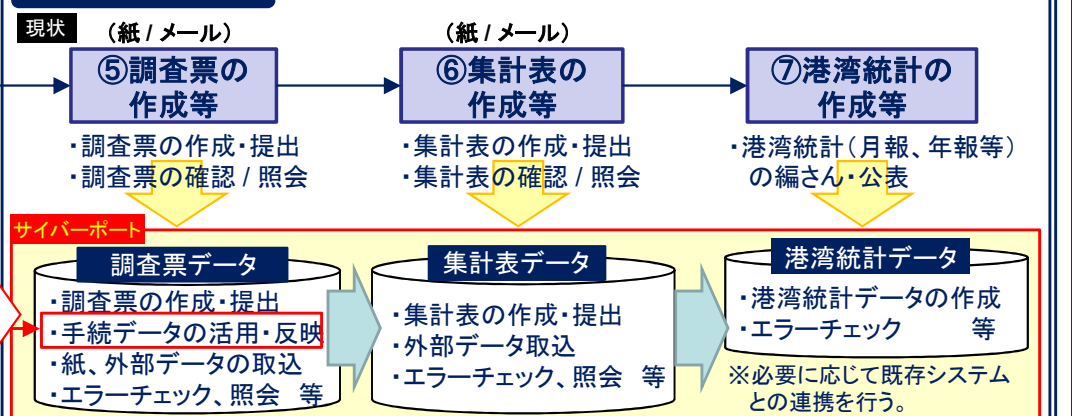 現状
（紙 / メール）
⑤調査票の
作成等
・調査票の作成・提出
・調査票の確認 / 照会
（紙 / メール）
⑥集計表の
作成等
・集計表の作成・提出
・集計表の確認 / 照会
⑦港湾統計の
作成等
・港湾統計（月報、年報等）
の編さん・公表
サイバーポート
調査票データ
・調査票の作成・提出
・手続データの活用・反映
・紙、外部データの取込
・エラーチェック、照会　等
集計表データ
・集計表の作成・提出
・外部データ取込
・エラーチェック、照会　等
港湾統計データ
・港湾統計データの作成
・エラーチェック　　等
※必要に応じて既存システム
との連携を行う。